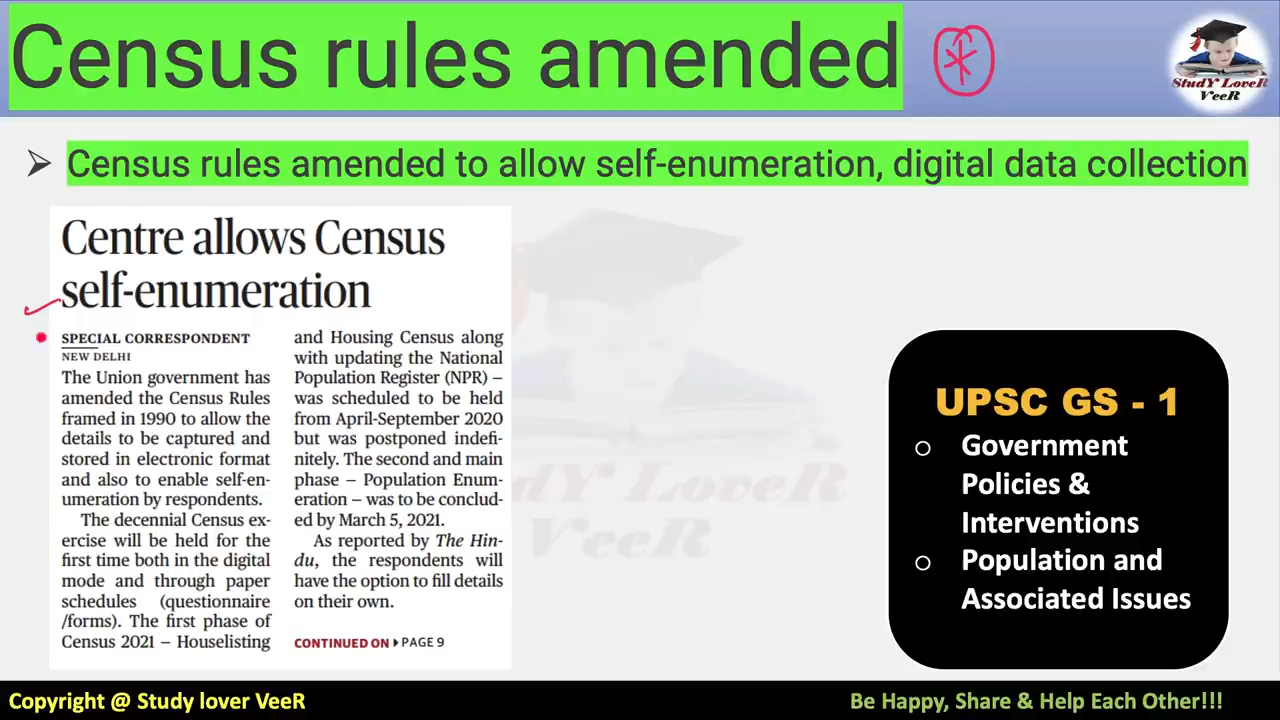 Census rules amended
StudY LoveR
VeeR
Census rules amended to allow self-enumeration, digital data collection
Centre allows Census
self-enumeration
SPECIAL CORRESPONDENT
NEW DELHI
The Union government has
amended the Census Rules
framed in 1990 to allow the
details to be captured and
stored in electronic format
and also to enable self-en-
umeration by respondents.
The decennial Census ex-
ercise will be held for the
first time both in the digital
mode and through paper
schedules (questionnaire
/forms). The first phase of
Census 2021 – Houselisting
and Housing Census along
with updating the National
Population Register (NPR) –
was scheduled to be held
from April-September 2020
but was postponed indefi-
nitely. The second and main
phase – Population Enum-
eration – was to be conclud-
ed by March 5, 2021.
As reported by The Hin-
du, the respondents will
have the option to fill details
on their own.
CONTINUED ON PAGE 9
dY LoveR
VeeR
UPSC GS - 1
Government
Policies &
Interventions
Population and
Associated Issues
Copyright @ Study lover VeeR
Be Happy, Share & Help Each Other!!!